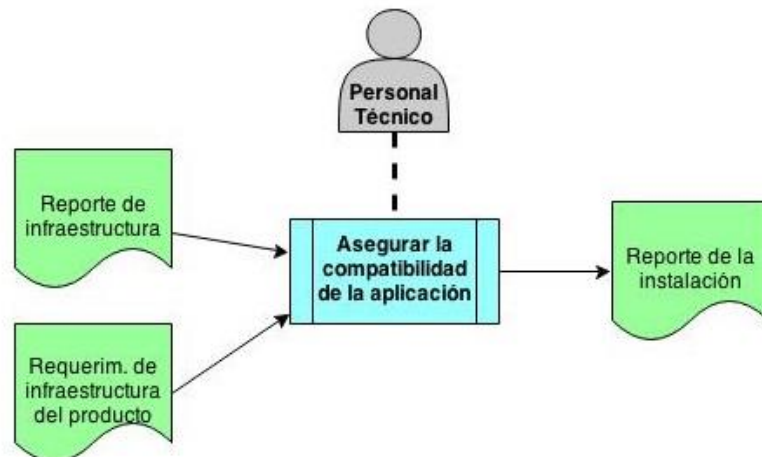 Personal
Técnico
Reporte de
infraestructura
Asegurar la
compatibilidad
de la aplicación
Reporte de la
instalación
Requerim. de
infraestructura
del producto